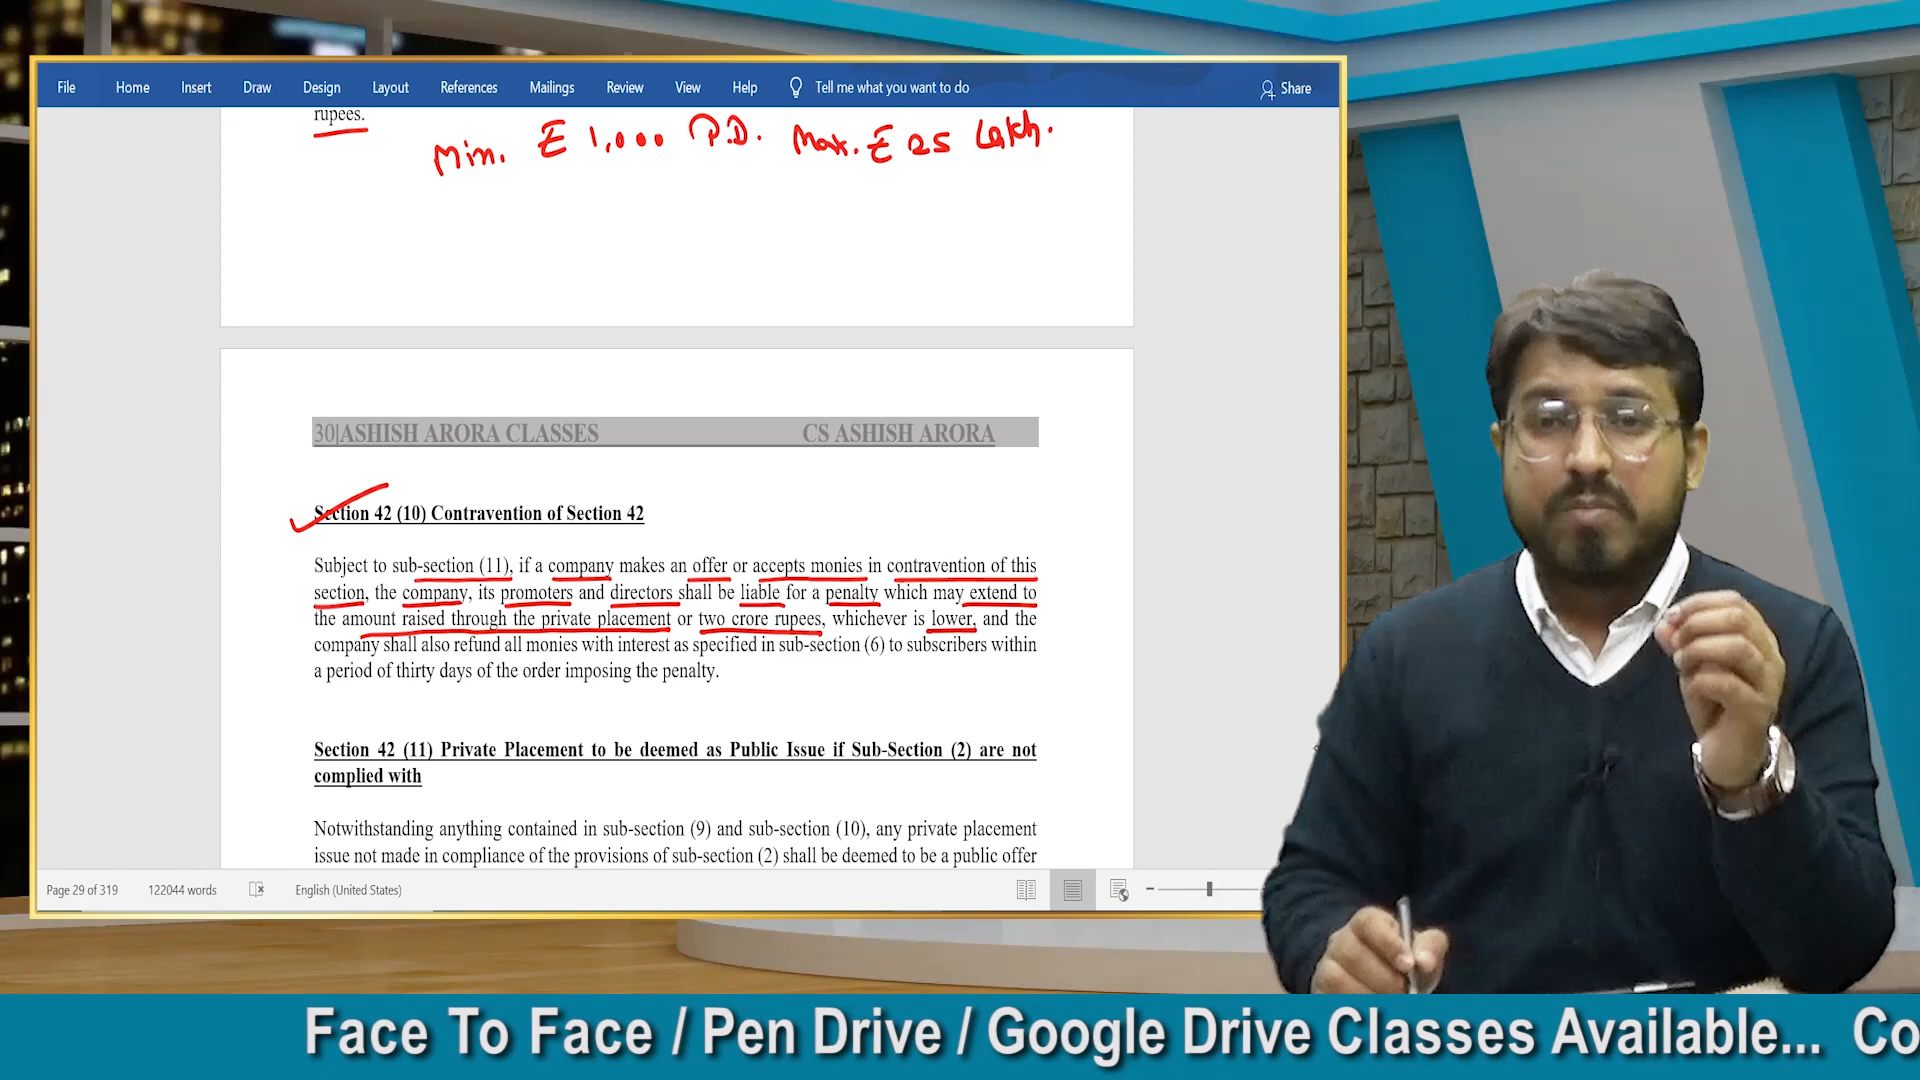 File Home Insert Draw Design Layout References Mailings Review View Help Tell me what you want to do Share
rupees.
Min. ₹ 1,000 P.D. Max. ₹ 25 Lakh.
30|ASHISH ARORA CLASSES CS ASHISH ARORA
Section 42 (10) Contravention of Section 42
Subject to sub-section (11), if a company makes an offer or accepts monies in contravention of this
section, the company, its promoters and directors shall be liable for a penalty which may extend to
the amount raised through the private placement or two crore rupees, whichever is lower, and the
company shall also refund all monies with interest as specified in sub-section (6) to subscribers within
a period of thirty days of the order imposing the penalty.
Section 42 (11) Private Placement to be deemed as Public Issue if Sub-Section (2) are not
complied with
Notwithstanding anything contained in sub-section (9) and sub-section (10), any private placement
issue not made in compliance of the provisions of sub-section (2) shall be deemed to be a public offer
Page 29 of 319 122044 words English (United States)
Face To Face / Pen Drive / Google Drive Classes Available... Co